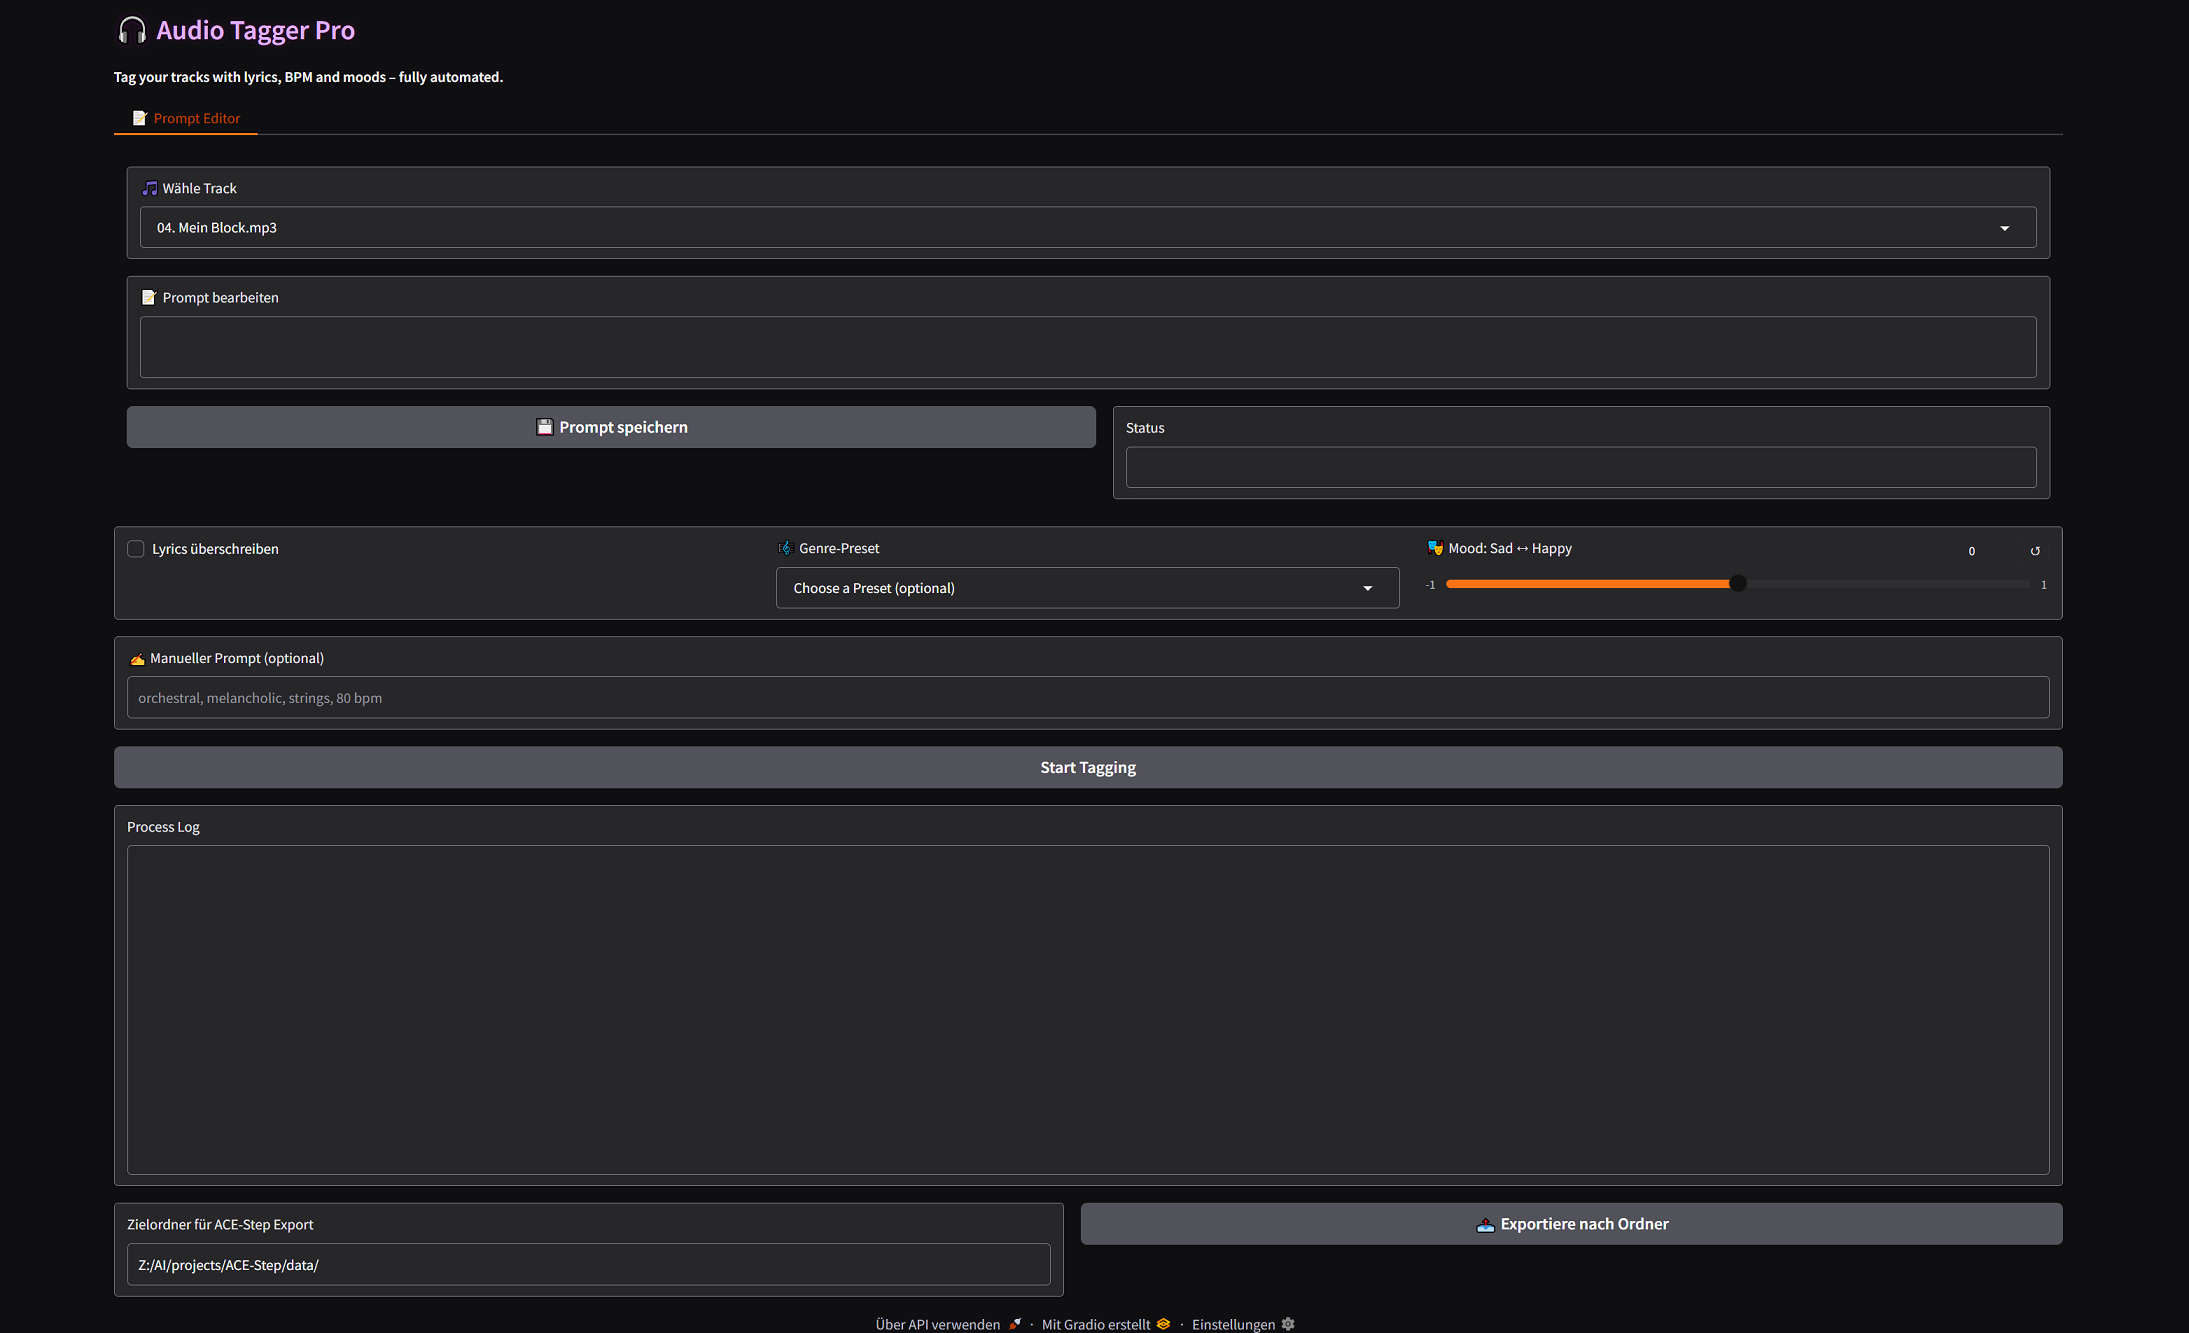 Audio Tagger Pro
Tag your tracks with lyrics, BPM and moods – fully automated.
Prompt Editor
Wähle Track
04. Mein Block.mp3
Prompt bearbeiten
Prompt speichern
Status
Lyrics überschreiben
Genre-Preset
Choose a Preset (optional)
Mood: Sad ↔ Happy
0
↺
-1
1
Manueller Prompt (optional)
orchestral, melancholic, strings, 80 bpm
Start Tagging
Process Log
Zielordner für ACE-Step Export
Z:/AI/projects/ACE-Step/data/
Exportiere nach Ordner
Über API verwenden · Mit Gradio erstellt · Einstellungen